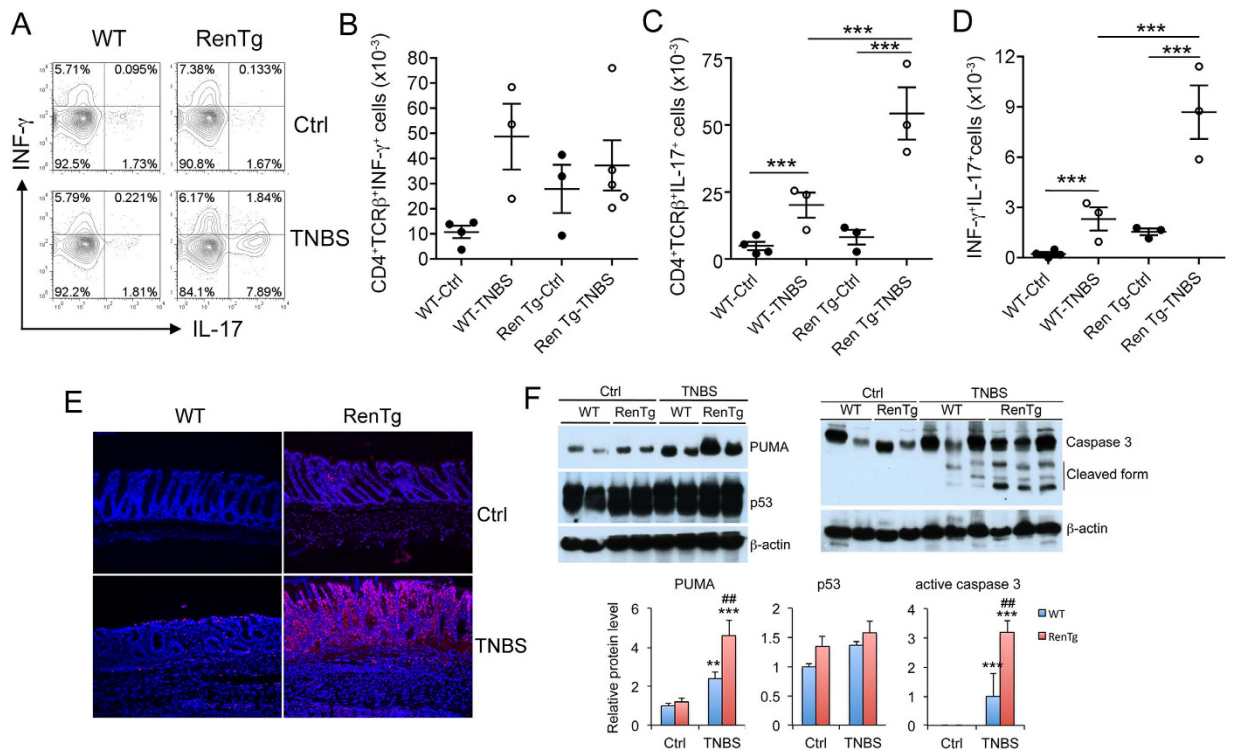 A
WT
RenTg
5.71%
0.095%
7.38%
0.133%
92.5%
1.73%
90.8%
1.67%
Ctrl
5.79%
0.221%
6.17%
1.84%
92.2%
1.81%
84.1%
7.89%
TNBS
INF-γ
IL-17
B
CD4⁺TCRβ⁺INF-γ⁺ cells (x10⁻³)
80
70
60
50
40
30
20
10
0
WT-Ctrl
WT-TNBS
Ren Tg-Ctrl
Ren Tg-TNBS
C
CD4⁺TCRβ⁺IL-17⁺ cells (x10⁻³)
75
50
25
0
***
***
***
WT-Ctrl
WT-TNBS
Ren Tg-Ctrl
Ren Tg-TNBS
D
INF-γ⁺IL-17⁺cells (x10⁻³)
12
9
6
3
0
***
***
***
WT-Ctrl
WT-TNBS
Ren Tg-Ctrl
Ren Tg-TNBS
E
WT
RenTg
Ctrl
TNBS
F
Ctrl
TNBS
WT
RenTg
WT
RenTg
PUMA
p53
β-actin
Ctrl
TNBS
WT
RenTg
WT
RenTg
Caspase 3
Cleaved form
β-actin
Relative protein level
PUMA
6
4
2
0
**
##
***
Ctrl
TNBS
p53
2
1.5
1
0.5
0
Ctrl
TNBS
active caspase 3
4
3
2
1
0
***
##
***
Ctrl
TNBS
WT
RenTg